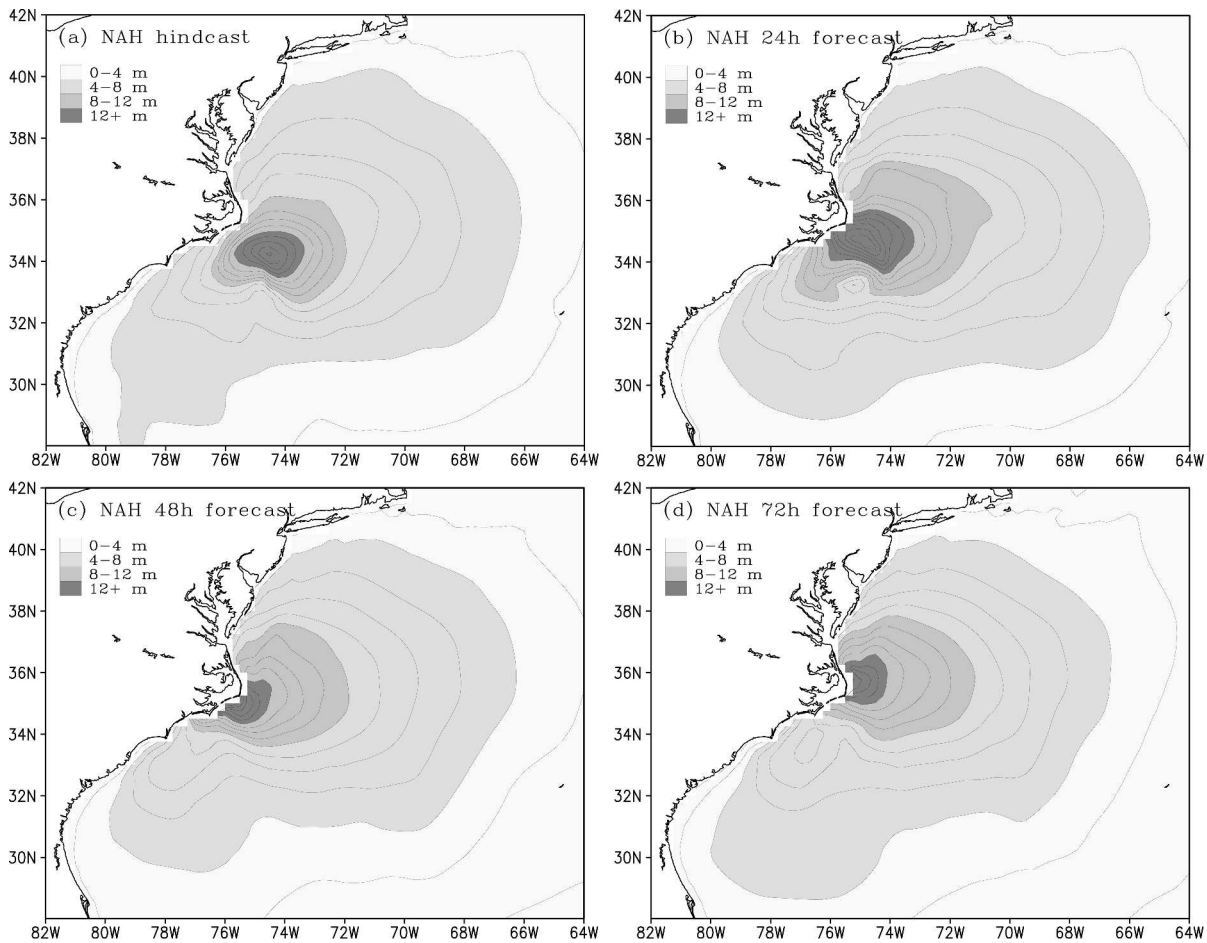 42N
40N
38N
36N
34N
32N
30N
82W 80W 78W 76W 74W 72W 70W 68W 66W 64W
(a) NAH hindcast
0-4 m
4-8 m
8-12 m
12+ m
42N
40N
38N
36N
34N
32N
30N
82W 80W 78W 76W 74W 72W 70W 68W 66W 64W
(b) NAH 24h forecast
0-4 m
4-8 m
8-12 m
12+ m
42N
40N
38N
36N
34N
32N
30N
82W 80W 78W 76W 74W 72W 70W 68W 66W 64W
(c) NAH 48h forecast
0-4 m
4-8 m
8-12 m
12+ m
42N
40N
38N
36N
34N
32N
30N
82W 80W 78W 76W 74W 72W 70W 68W 66W 64W
(d) NAH 72h forecast
0-4 m
4-8 m
8-12 m
12+ m